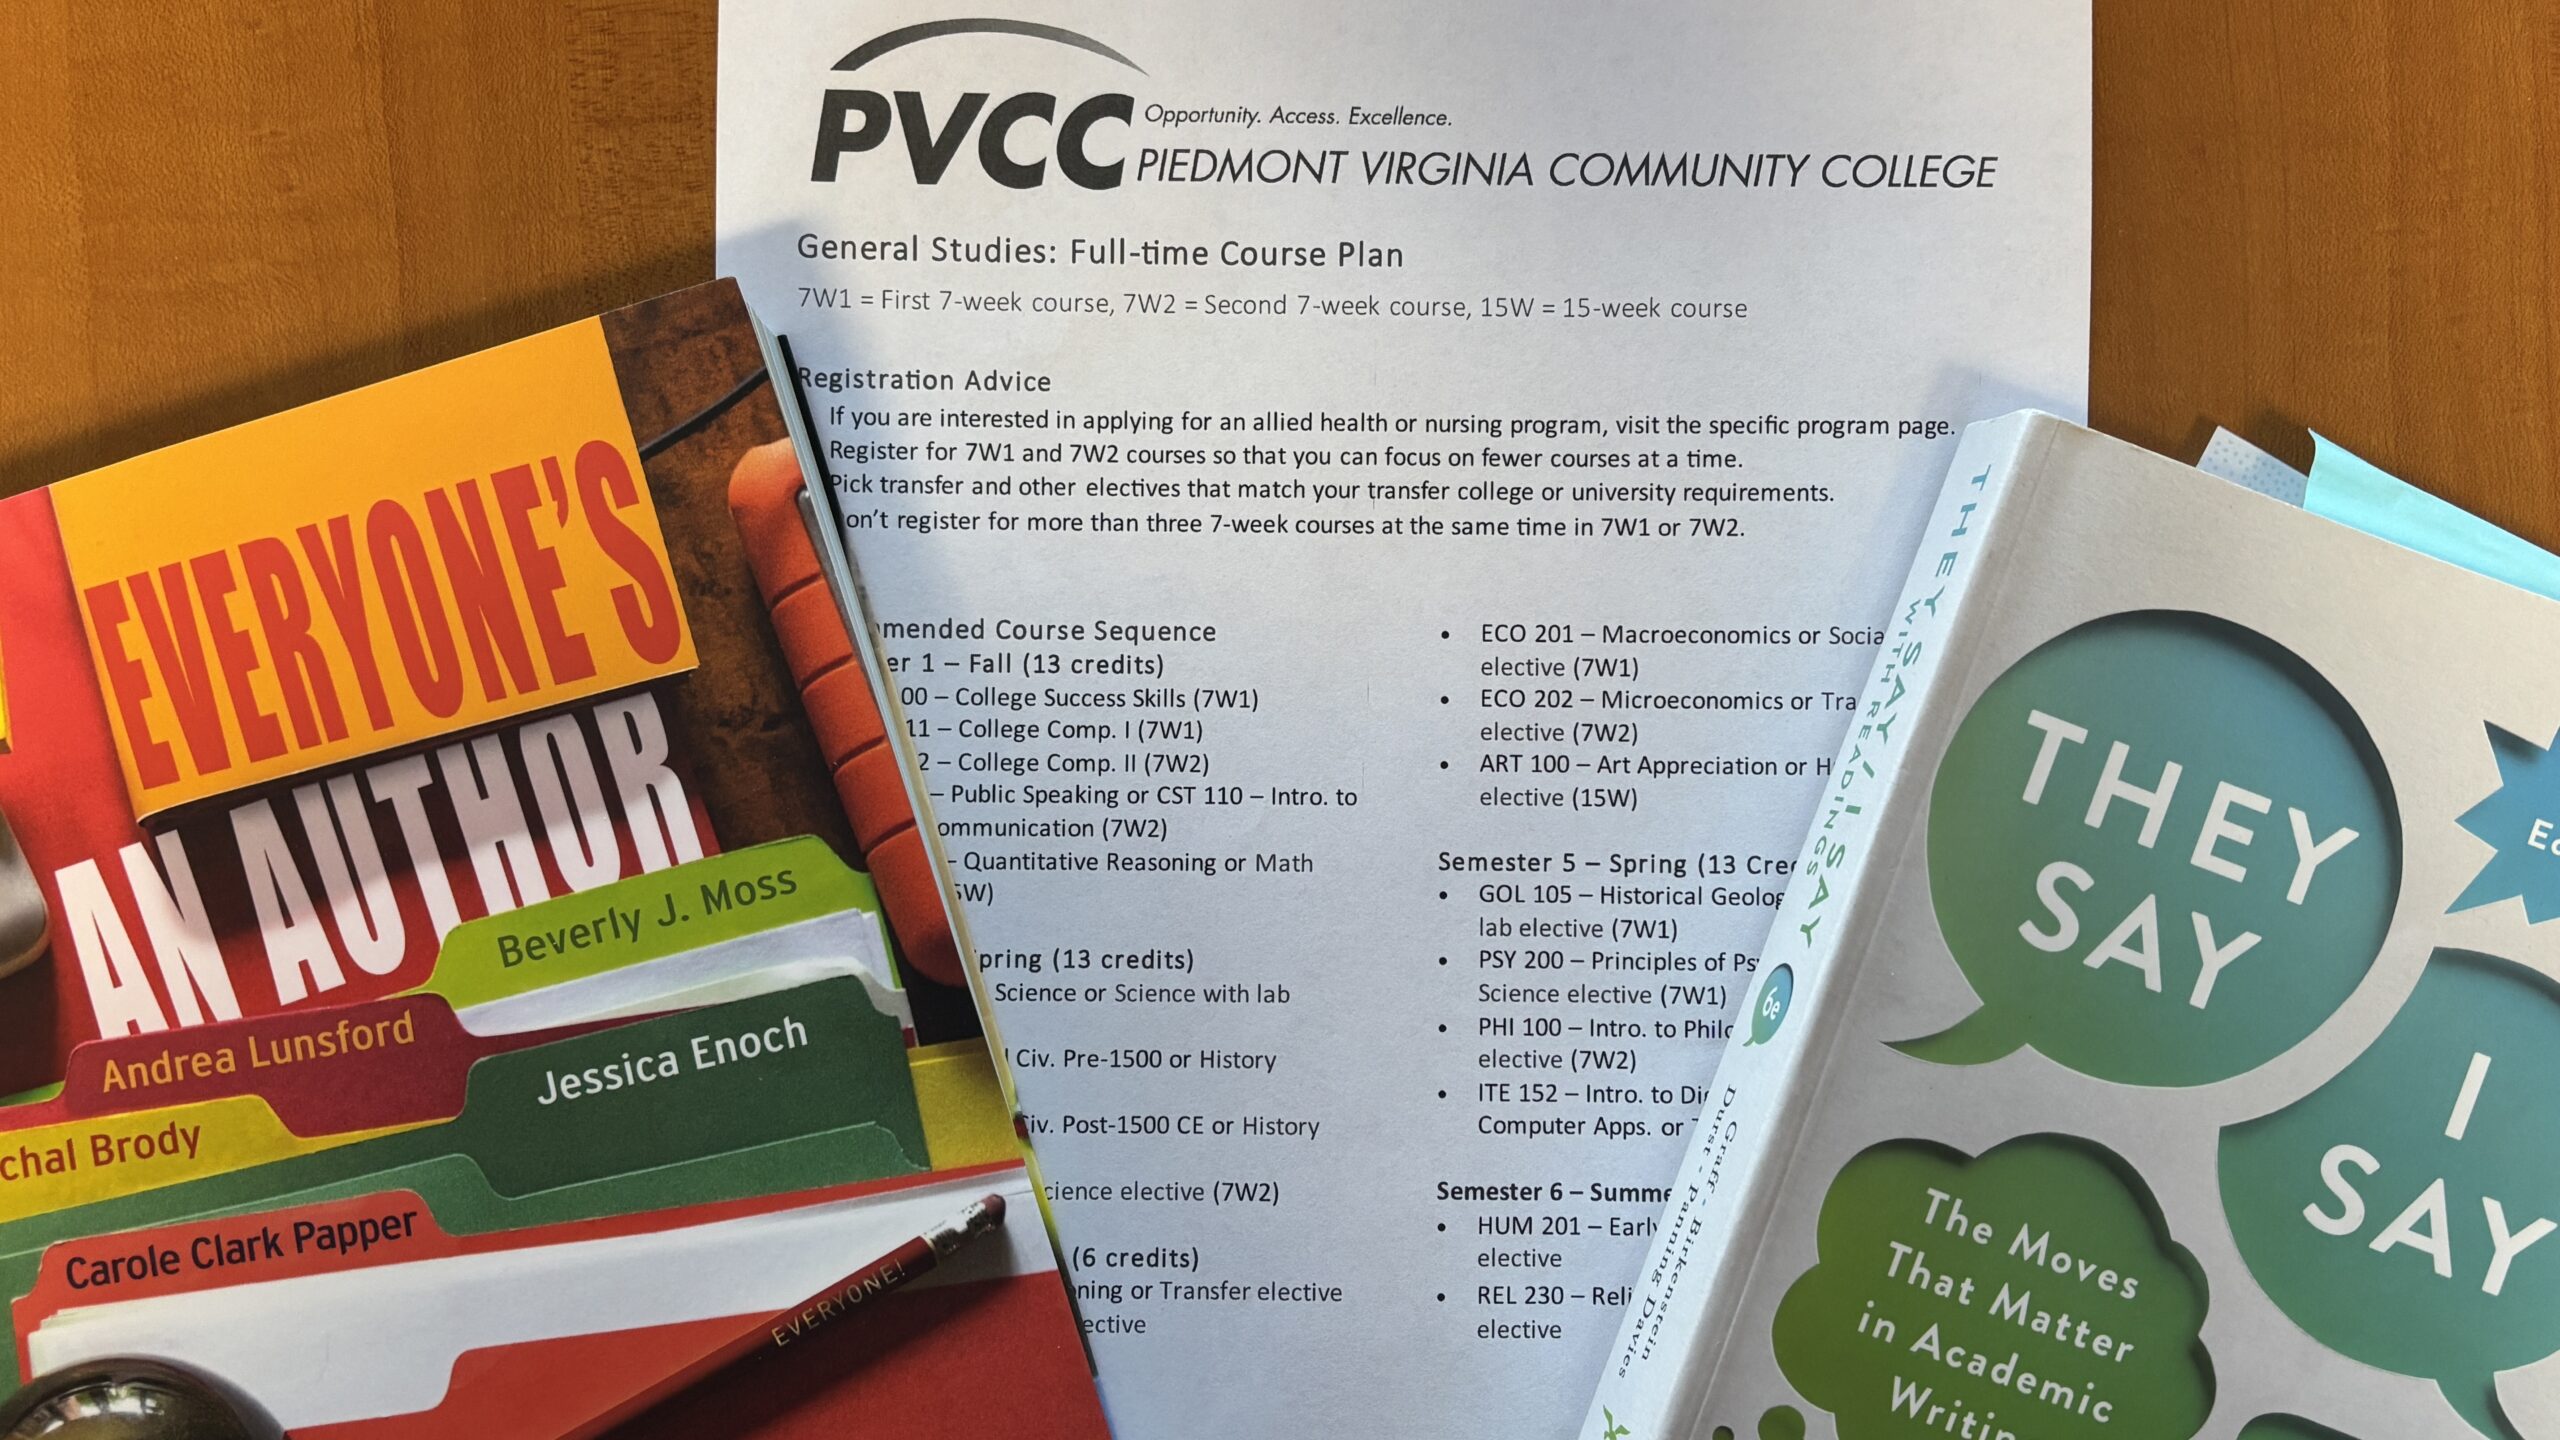 PVCC
Opportunity. Access. Excellence.
PIEDMONT VIRGINIA COMMUNITY COLLEGE
General Studies: Full-time Course Plan
7W1 = First 7-week course, 7W2 = Second 7-week course, 15W = 15-week course
Registration Advice
If you are interested in applying for an allied health or nursing program, visit the specific program page.
Register for 7W1 and 7W2 courses so that you can focus on fewer courses at a time.
Pick transfer and other electives that match your transfer college or university requirements.
on't register for more than three 7-week courses at the same time in 7W1 or 7W2.
mended Course Sequence
er 1 – Fall (13 credits)
00 – College Success Skills (7W1)
11 – College Comp. I (7W1)
2 – College Comp. II (7W2)
– Public Speaking or CST 110 – Intro. to
ommunication (7W2)
- Quantitative Reasoning or Math
W)
pring (13 credits)
Science or Science with lab
Civ. Pre-1500 or History
iv. Post-1500 CE or History
cience elective (7W2)
(6 credits)
ning or Transfer elective
ective
• ECO 201 – Macroeconomics or Socia
elective (7W1)
• ECO 202 – Microeconomics or Tra
elective (7W2)
• ART 100 – Art Appreciation or H
elective (15W)
Semester 5 – Spring (13 Cre
• GOL 105 – Historical Geolog
lab elective (7W1)
• PSY 200 – Principles of Ps
Science elective (7W1)
• PHI 100 – Intro. to Philo
elective (7W2)
• ITE 152 – Intro. to Di
Computer Apps. or
Semester 6 – Summe
• HUM 201 – Early
elective
• REL 230 – Reli
elective
EVERYONE'S
AN AUTHOR
Beverly J. Moss
Andrea Lunsford
Jessica Enoch
chal Brody
Carole Clark Papper
EVERYONE!
THEY SAY / I SAY
WITH READINGS
6e
Graff - Birkenstein
Durst - Panning Davies
THEY
SAY
I
SAY
The Moves
That Matter
in Academic
Writin